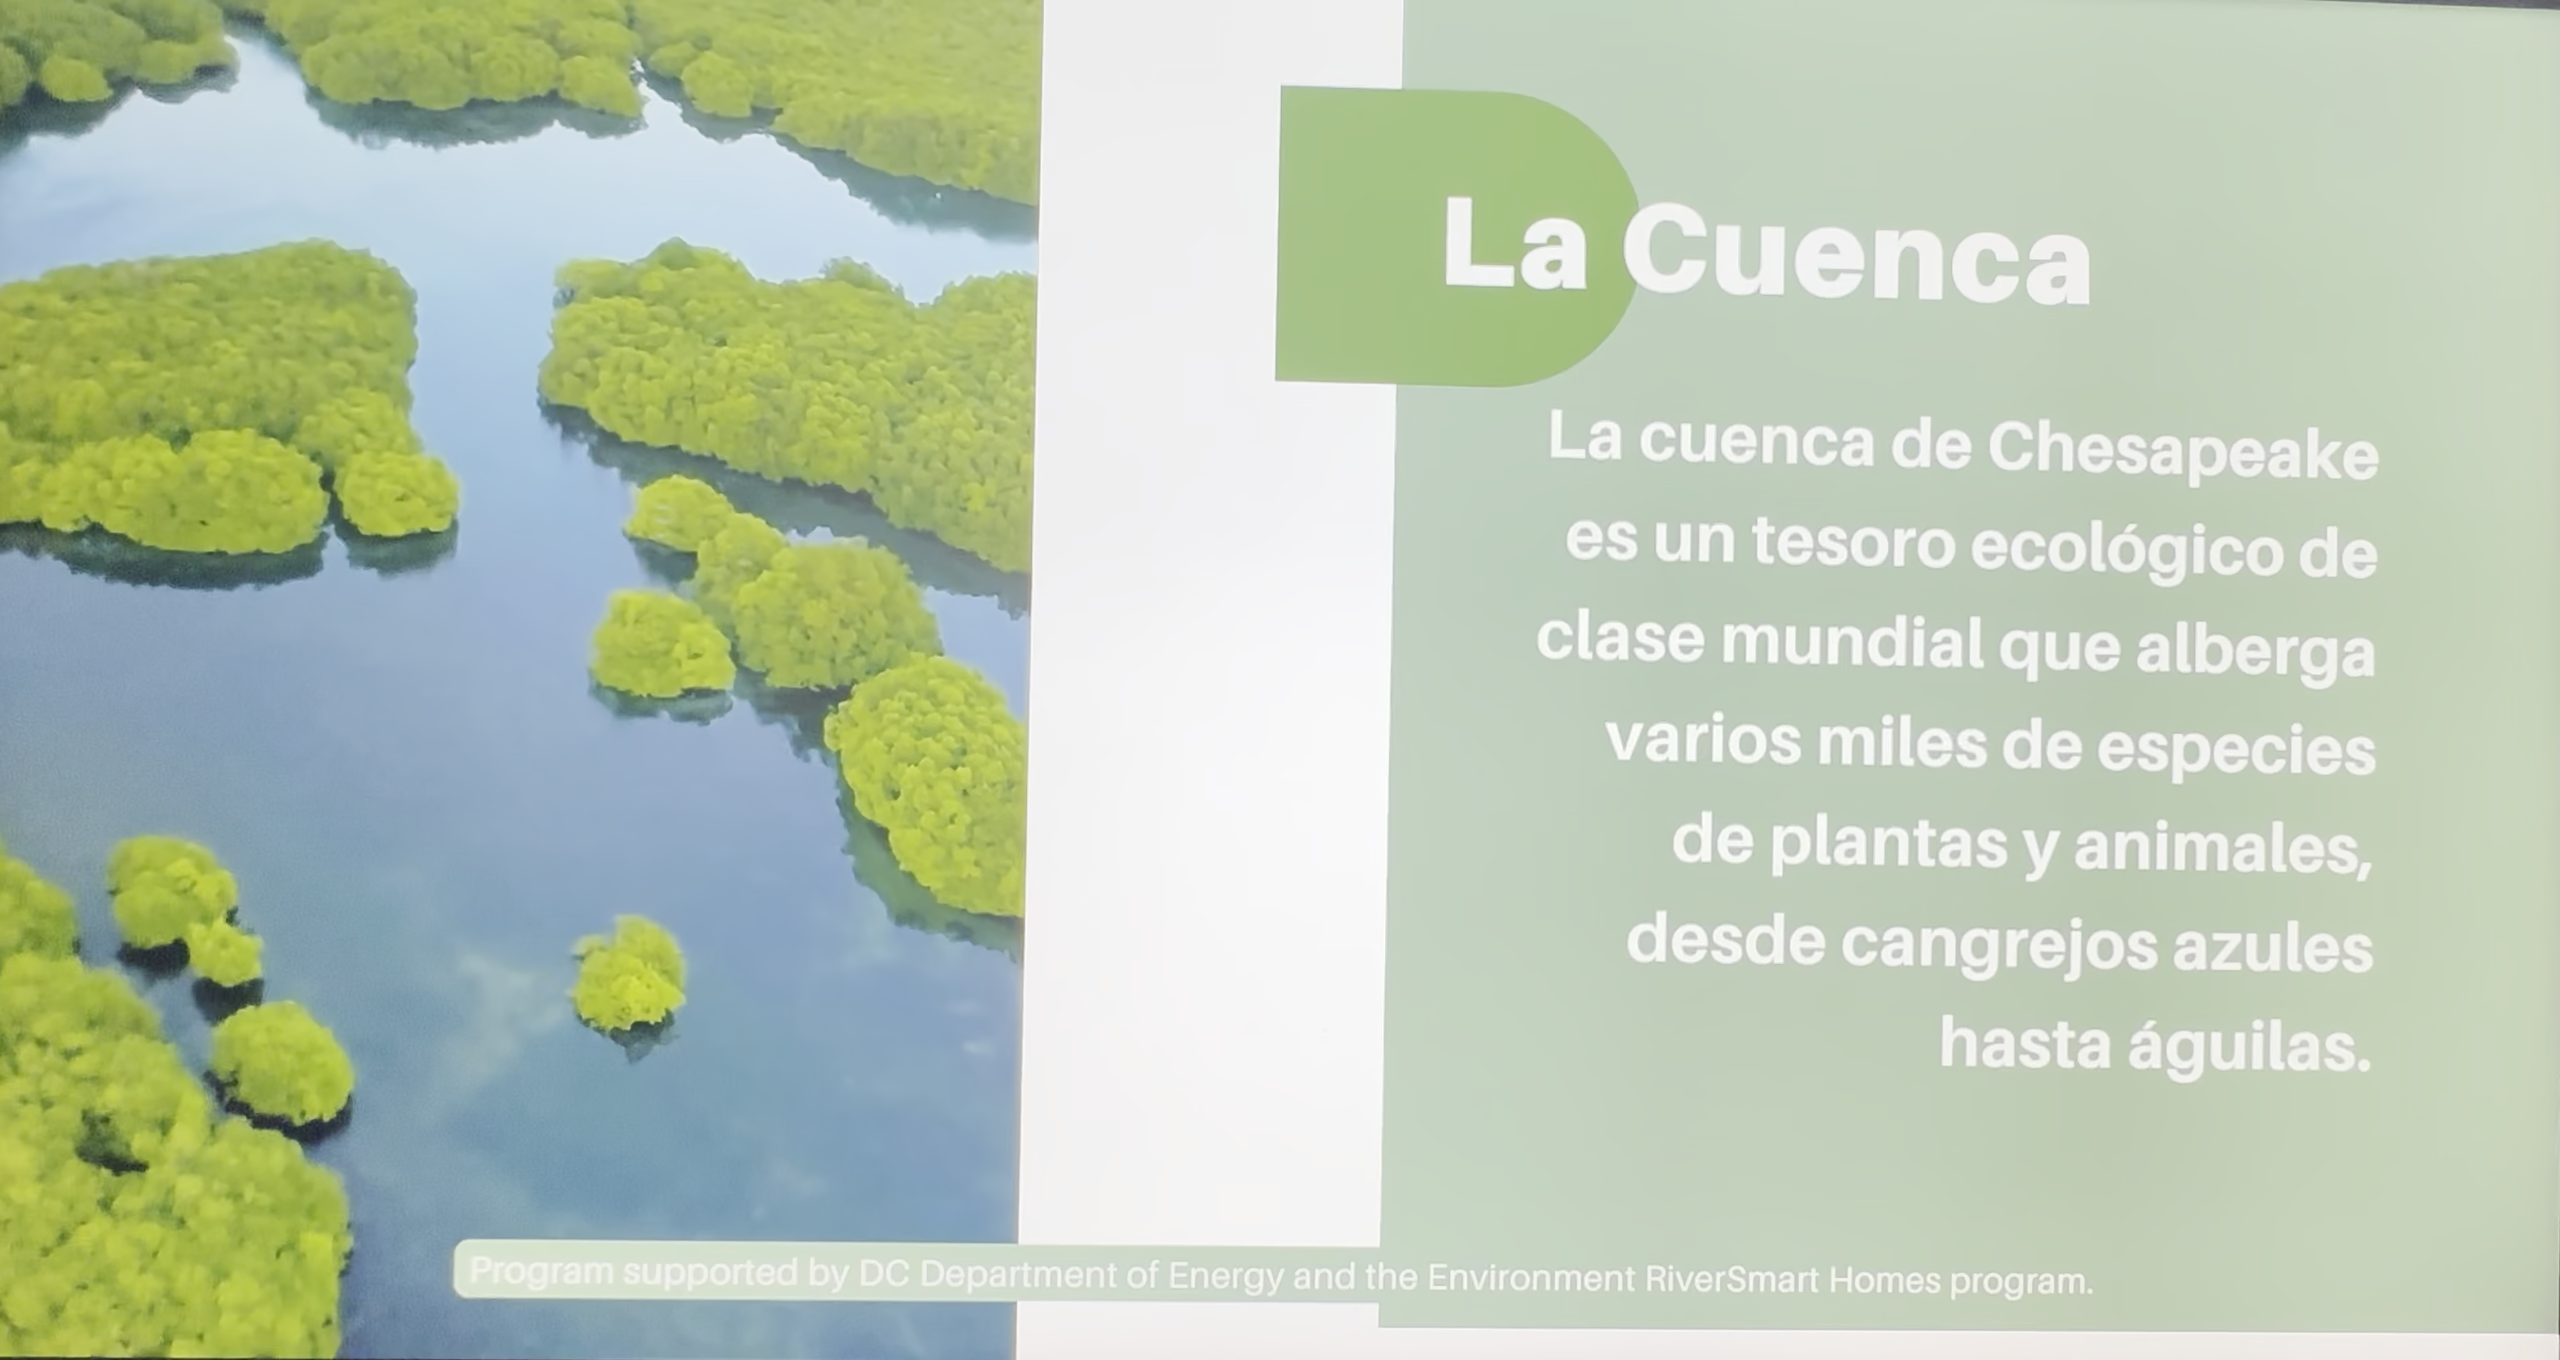 La Cuenca
La cuenca de Chesapeake
es un tesoro ecológico de
clase mundial que alberga
varios miles de especies
de plantas y animales,
desde cangrejos azules
hasta águilas.
Program supported by DC Department of Energy and the Environment RiverSmart Homes program.